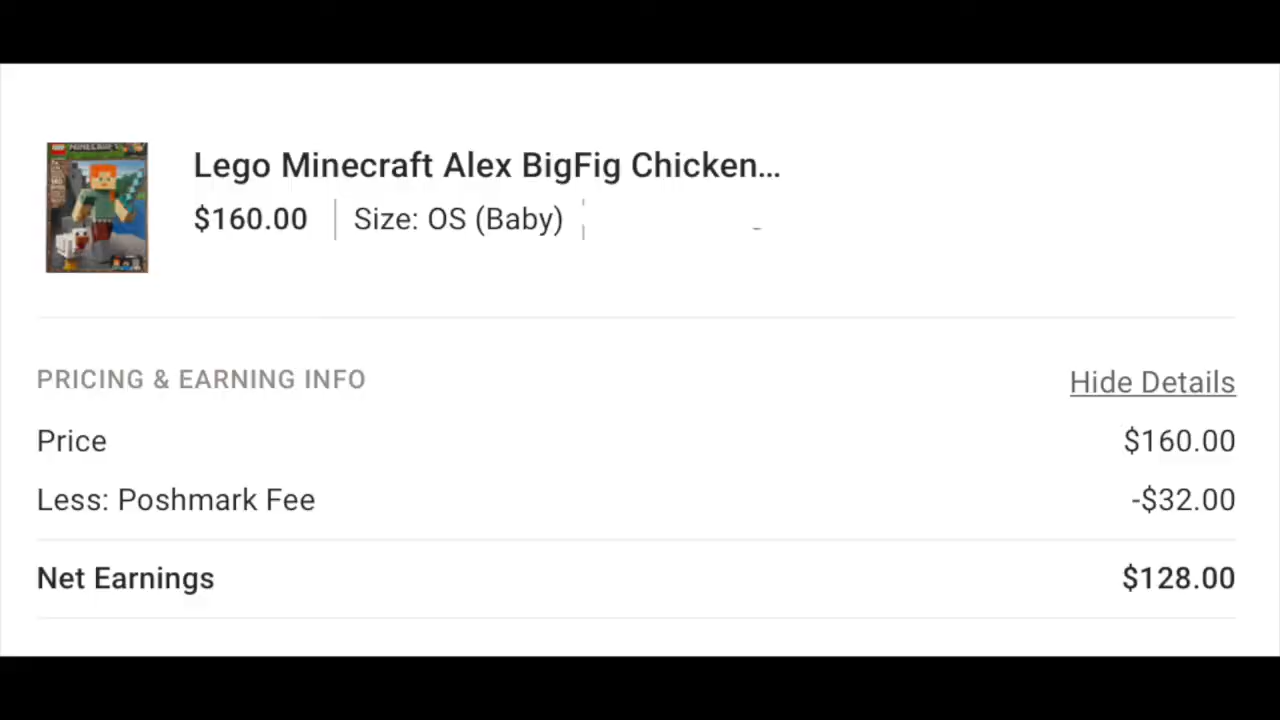 Lego Minecraft Alex BigFig Chicken...
$160.00 Size: OS (Baby)
PRICING & EARNING INFO
Hide Details
Price $160.00
Less: Poshmark Fee -$32.00
Net Earnings $128.00